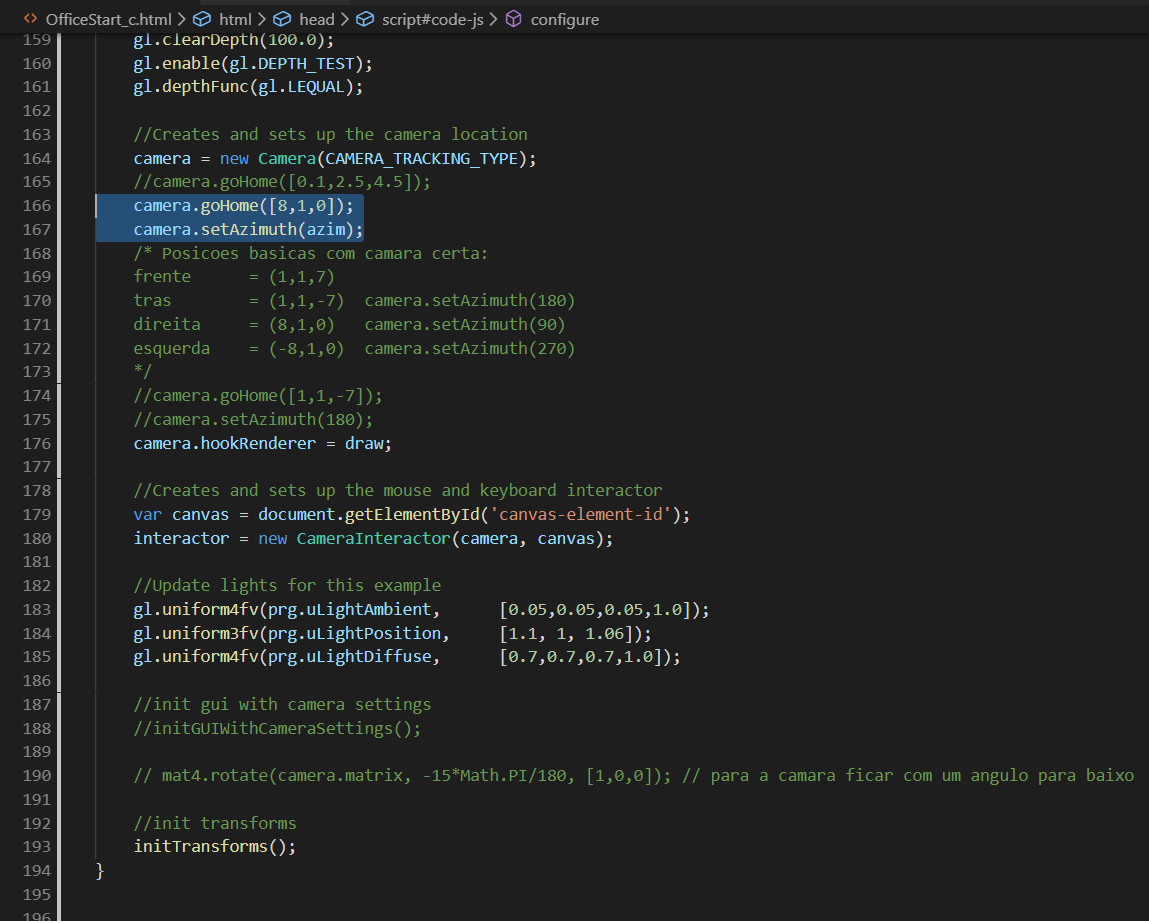 OfficeStart_c.html > html > head > script#code-js > configure
159 gl.clearDepth(100.0);
160 gl.enable(gl.DEPTH_TEST);
161 gl.depthFunc(gl.LEQUAL);
162
163 //Creates and sets up the camera location
164 camera = new Camera(CAMERA_TRACKING_TYPE);
165 //camera.goHome([0.1,2.5,4.5]);
166 camera.goHome([8,1,0]);
167 camera.setAzimuth(azim);
168 /* Posicoes basicas com camara certa:
169 frente = (1,1,7)
170 tras = (1,1,-7) camera.setAzimuth(180)
171 direita = (8,1,0) camera.setAzimuth(90)
172 esquerda = (-8,1,0) camera.setAzimuth(270)
173 */
174 //camera.goHome([1,1,-7]);
175 //camera.setAzimuth(180);
176 camera.hookRenderer = draw;
177
178 //Creates and sets up the mouse and keyboard interactor
179 var canvas = document.getElementById('canvas-element-id');
180 interactor = new CameraInteractor(camera, canvas);
181
182 //Update lights for this example
183 gl.uniform4fv(prg.uLightAmbient, [0.05,0.05,0.05,1.0]);
184 gl.uniform3fv(prg.uLightPosition, [1.1, 1, 1.06]);
185 gl.uniform4fv(prg.uLightDiffuse, [0.7,0.7,0.7,1.0]);
186
187 //init gui with camera settings
188 //initGUIWithCameraSettings();
189
190 // mat4.rotate(camera.matrix, -15*Math.PI/180, [1,0,0]); // para a camara ficar com um angulo para baixo
191
192 //init transforms
193 initTransforms();
194 }
195
196